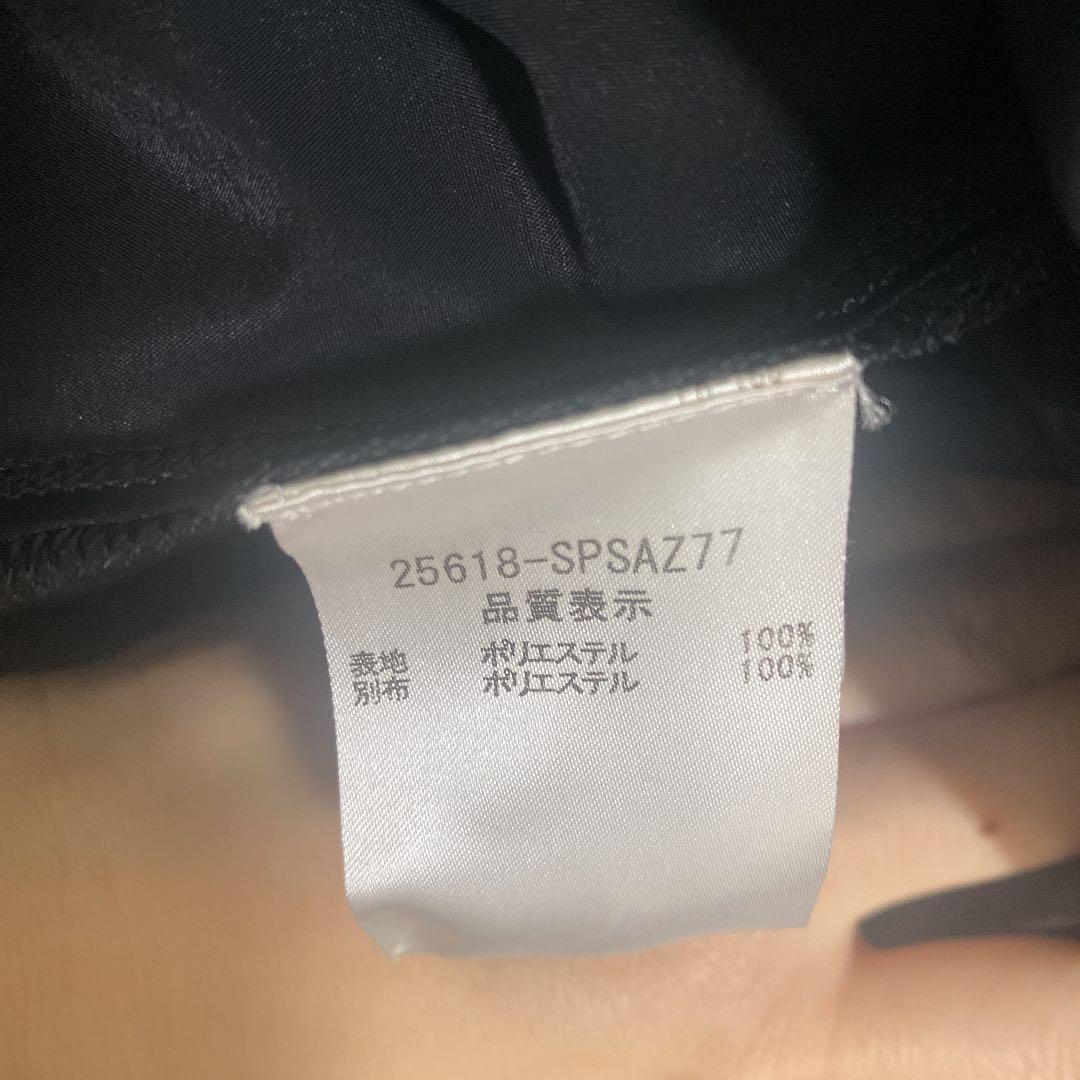 25618-SPSAZ77
品質表示
表地 ポリエステル 100%
別布 ポリエステル 100%